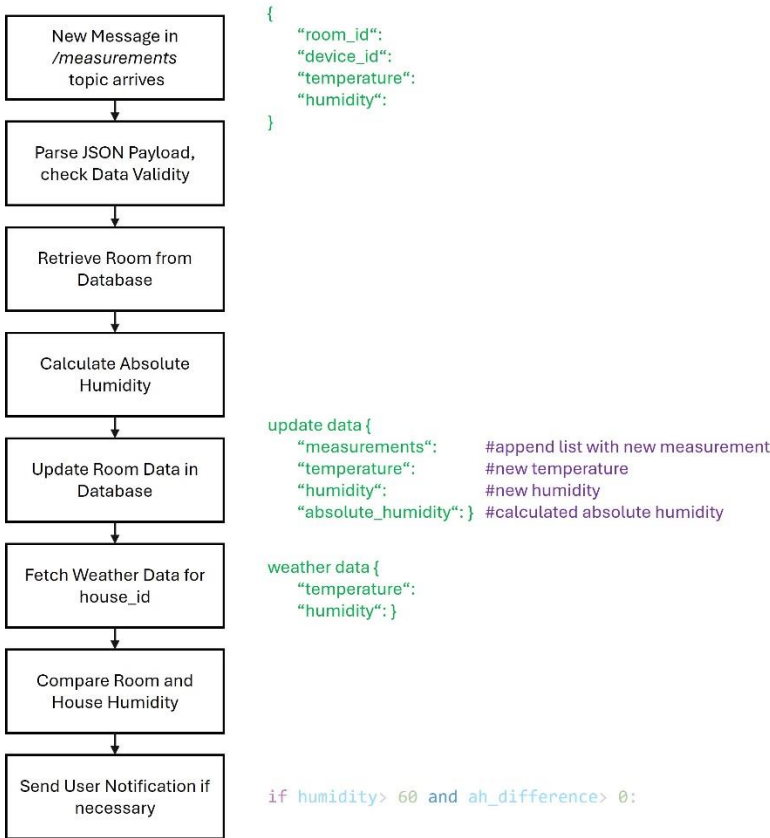 New Message in
/measurements
topic arrives
{
“room_id“:
“device_id“:
“temperature“:
“humidity“:
}
Parse JSON Payload,
check Data Validity
Retrieve Room from
Database
Calculate Absolute
Humidity
Update Room Data in
Database
update data {
“measurements“: #append list with new measurement
“temperature“: #new temperature
“humidity“: #new humidity
“absolute_humidity“: } #calculated absolute humidity
Fetch Weather Data for
house_id
weather data {
“temperature“:
“humidity“: }
Compare Room and
House Humidity
Send User Notification if
necessary
if humidity> 60 and ah_difference> 0: